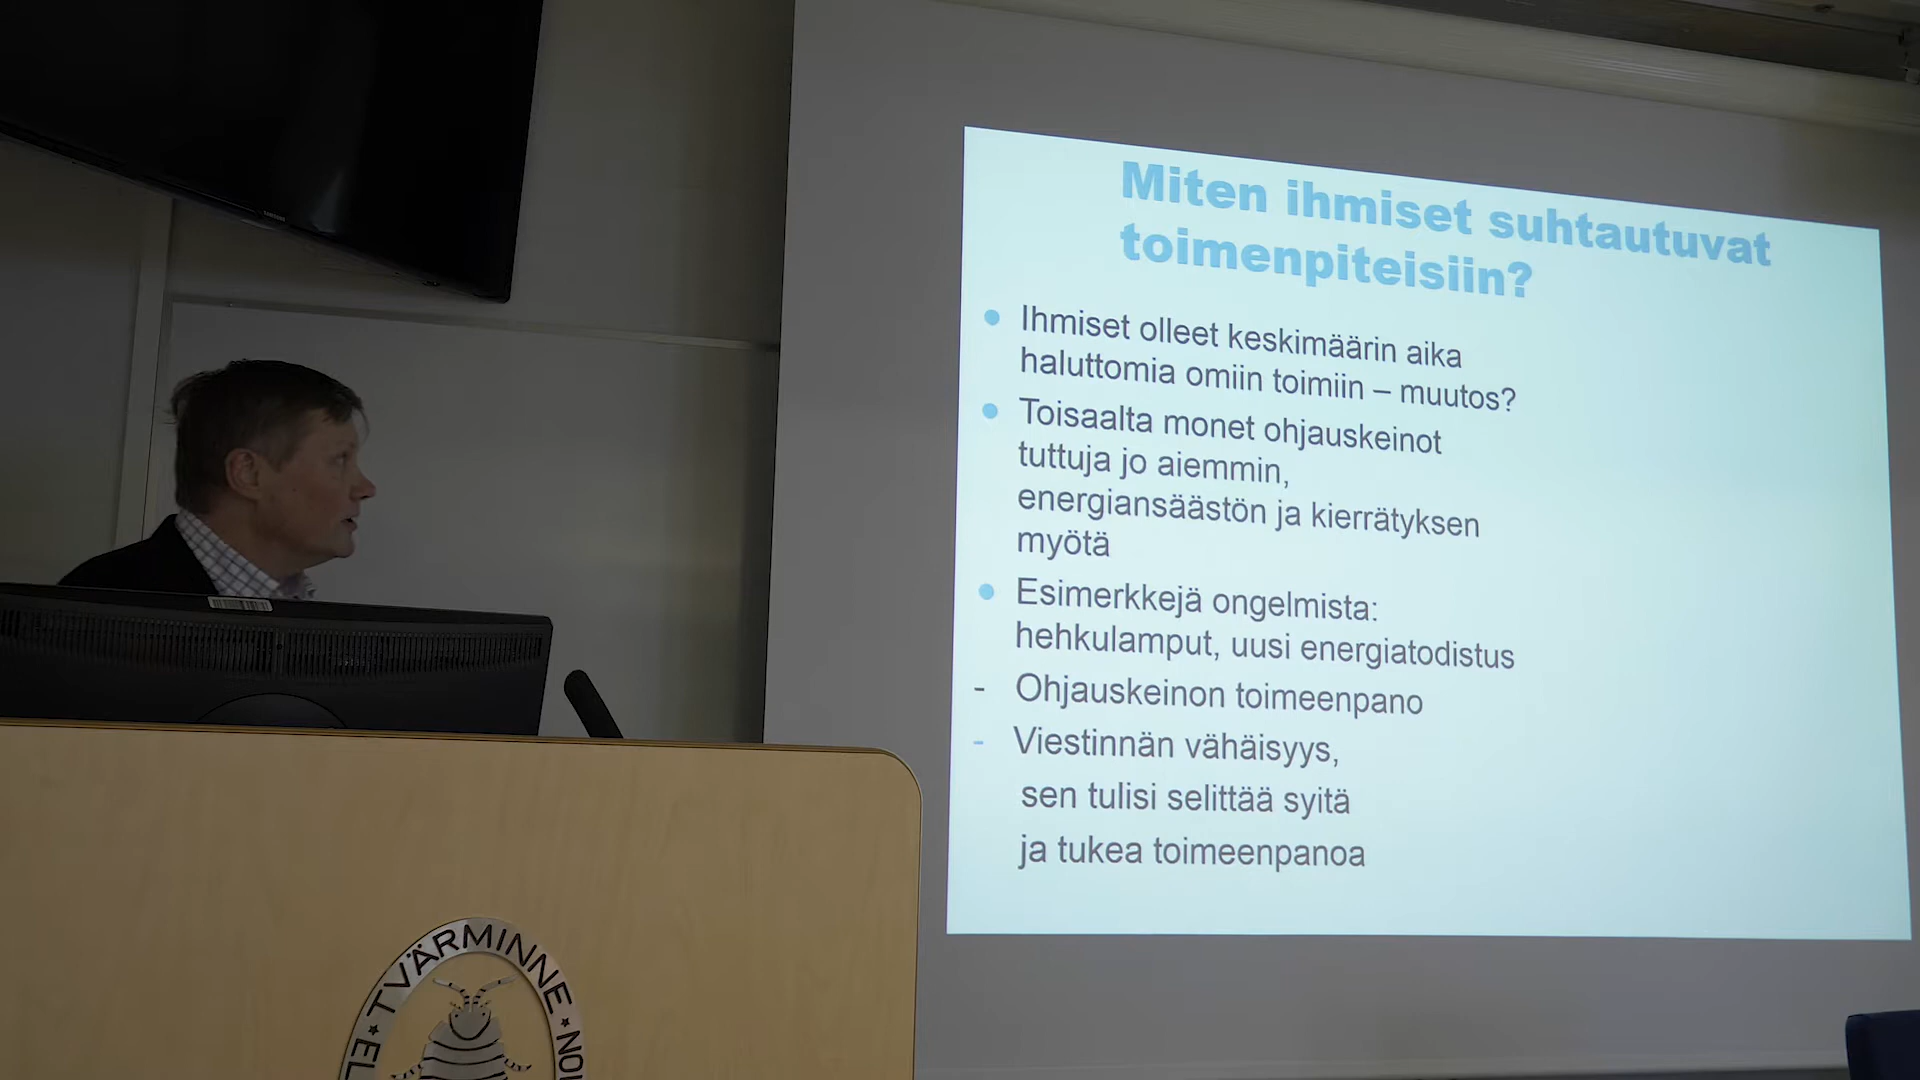 Miten ihmiset suhtautuvat
toimenpiteisiin?
● Ihmiset olleet keskimäärin aika
haluttomia omiin toimiin – muutos?
● Toisaalta monet ohjauskeinot
tuttuja jo aiemmin,
energiansäästön ja kierrätyksen
myötä
● Esimerkkejä ongelmista:
hehkulamput, uusi energiatodistus
- Ohjauskeinon toimeenpano
- Viestinnän vähäisyys,
sen tulisi selittää syitä
ja tukea toimeenpanoa
SAMSUNG
TVÄRMINNE